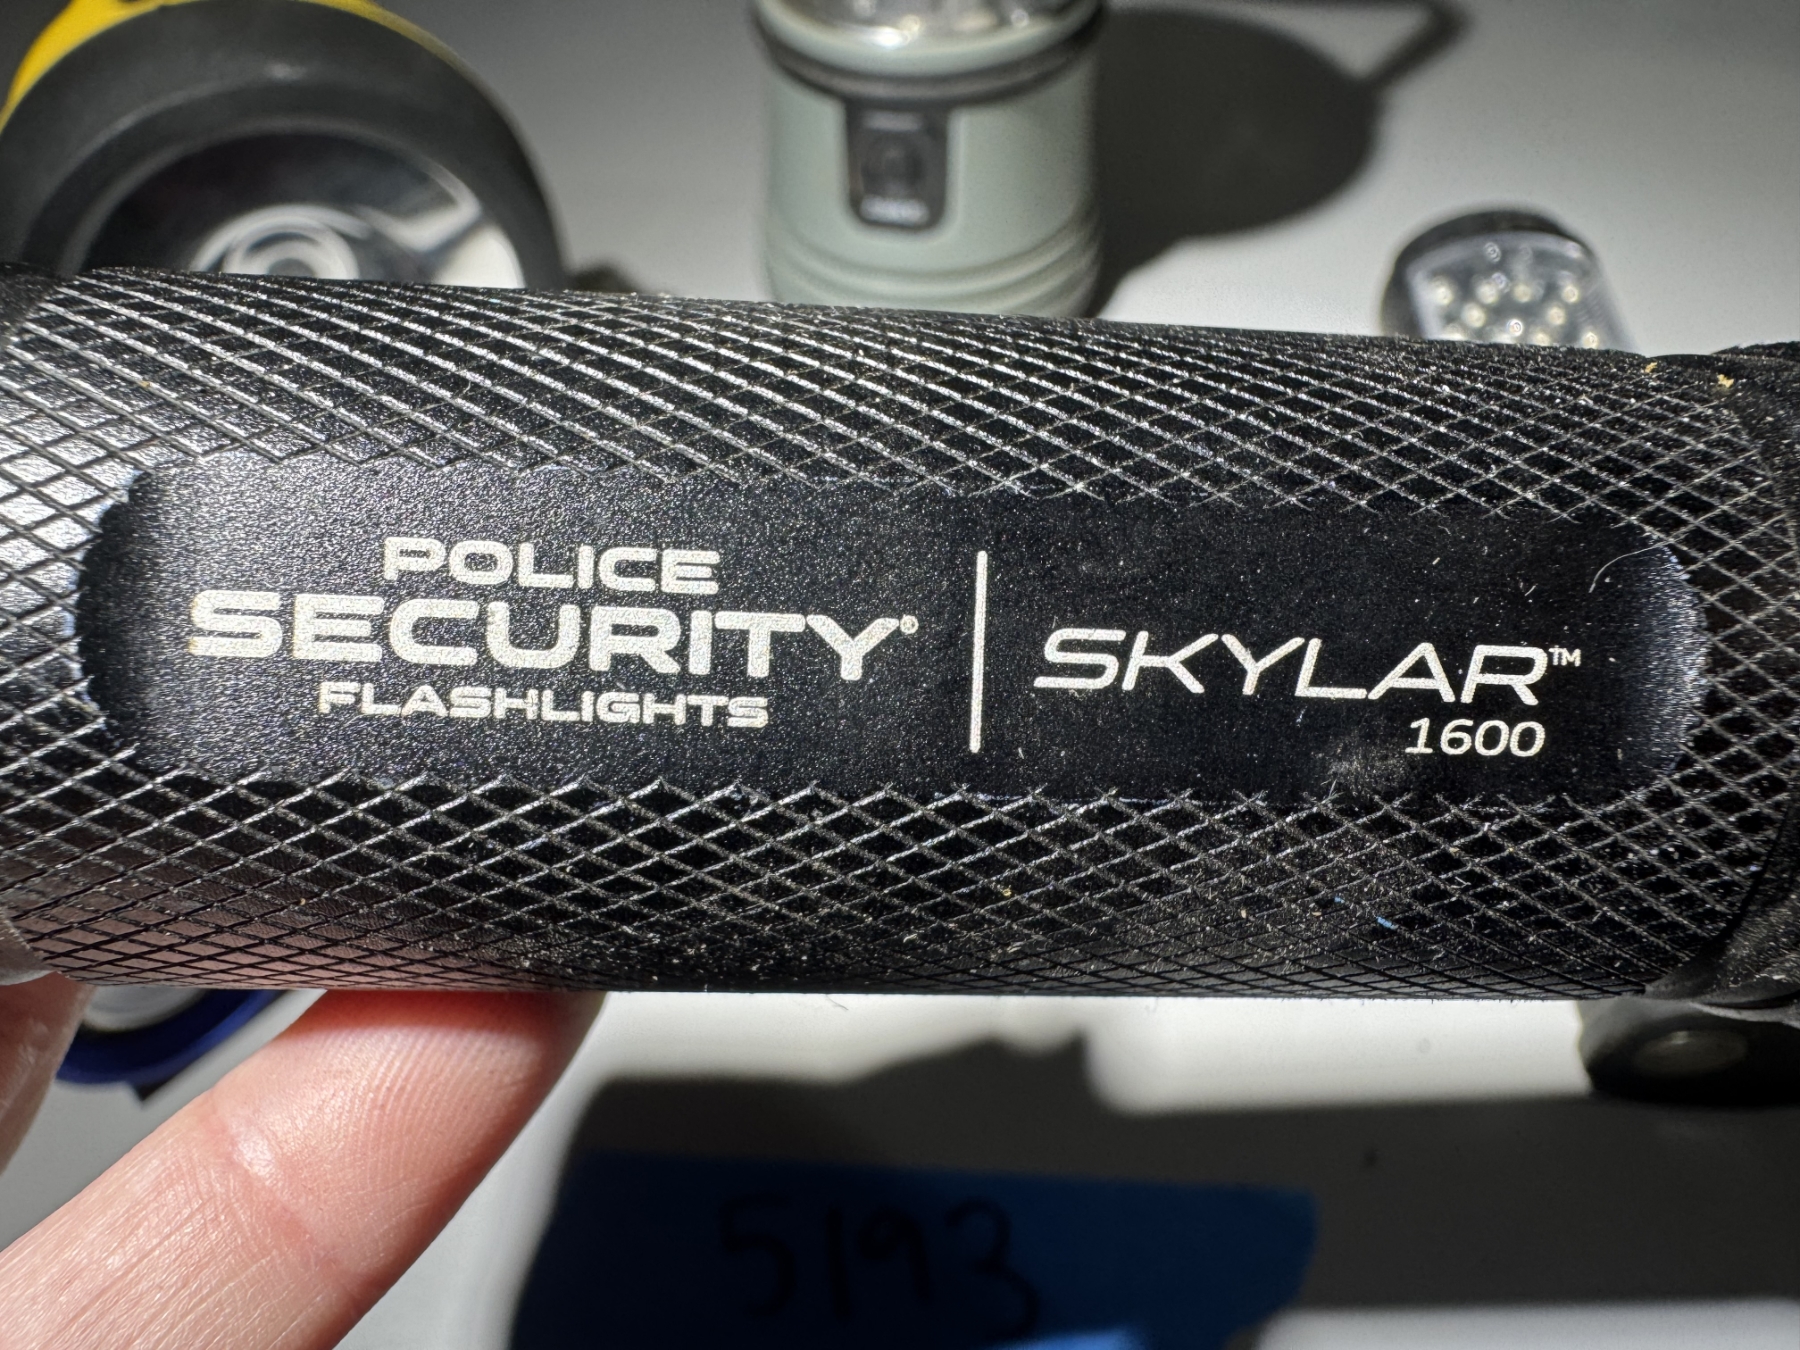 POLICE
SECURITY®
FLASHLIGHTS
SKYLAR™
1600
5193